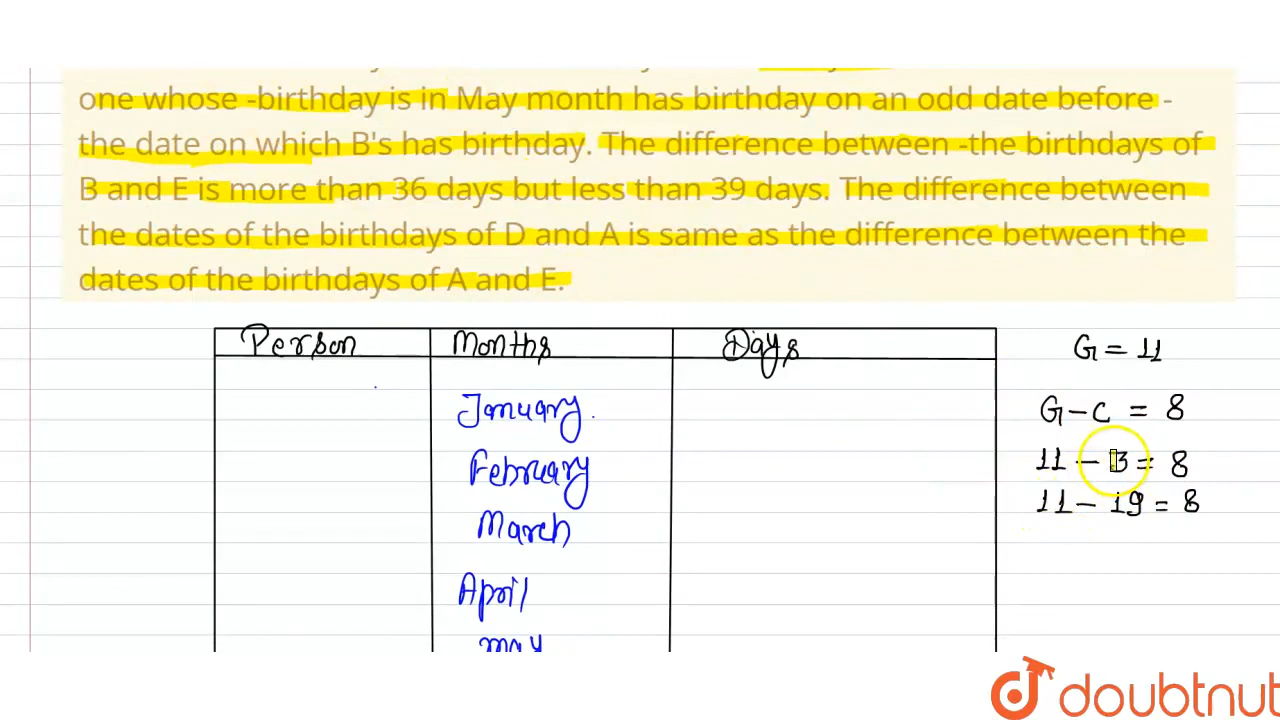 one whose -birthday is in May month has birthday on an odd date before -
the date on which B's has birthday. The difference between -the birthdays of
B and E is more than 36 days but less than 39 days. The difference between
the dates of the birthdays of D and A is same as the difference between the
dates of the birthdays of A and E.
Person Months Days
January.
February
March
April
may
G = 11
G - C = 8
11 - 3 = 8
11 - 19 = 8
doubtnut